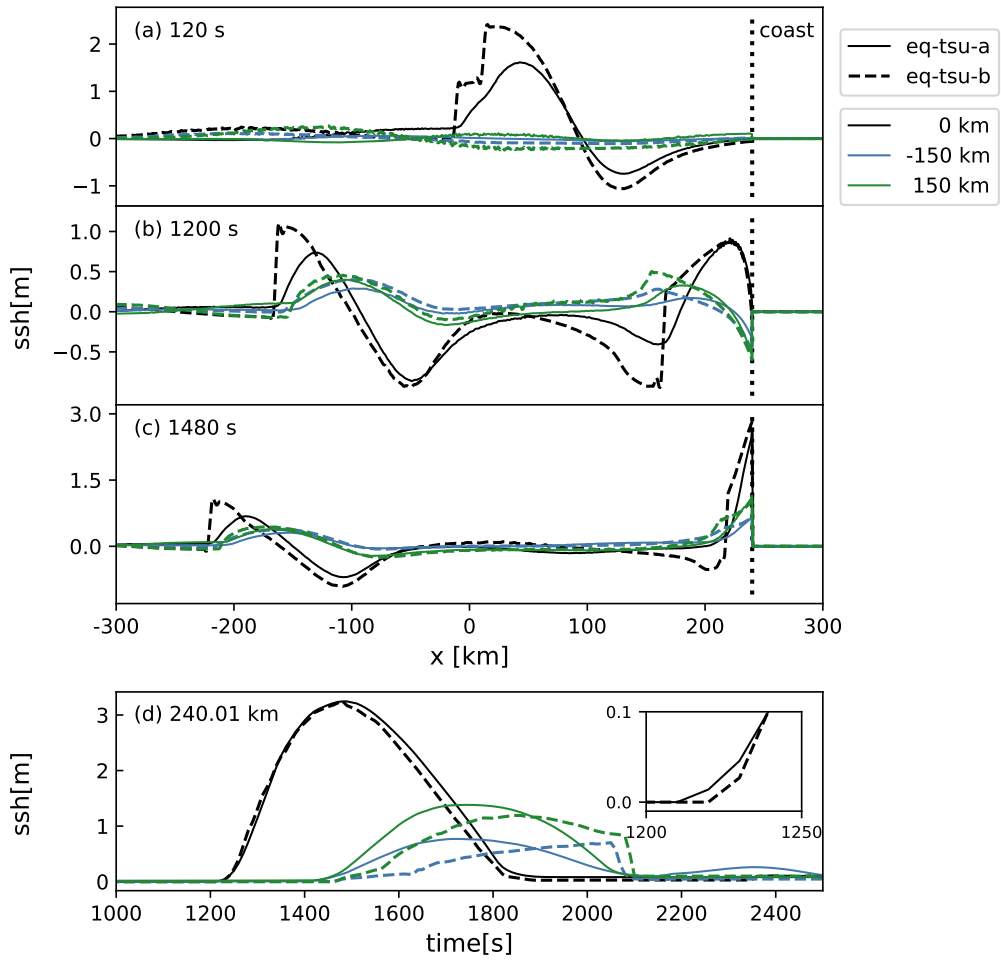 (a) 120 s
coast
2
1
0
−1
eq-tsu-a
eq-tsu-b
0 km
-150 km
150 km
(b) 1200 s
1.0
0.5
0.0
−0.5
ssh[m]
(c) 1480 s
3.0
1.5
0.0
-300 -200 -100 0 100 200 300
x [km]
(d) 240.01 km
3
2
1
0
ssh[m]
0.1
0.0
1200 1250
1000 1200 1400 1600 1800 2000 2200 2400
time[s]